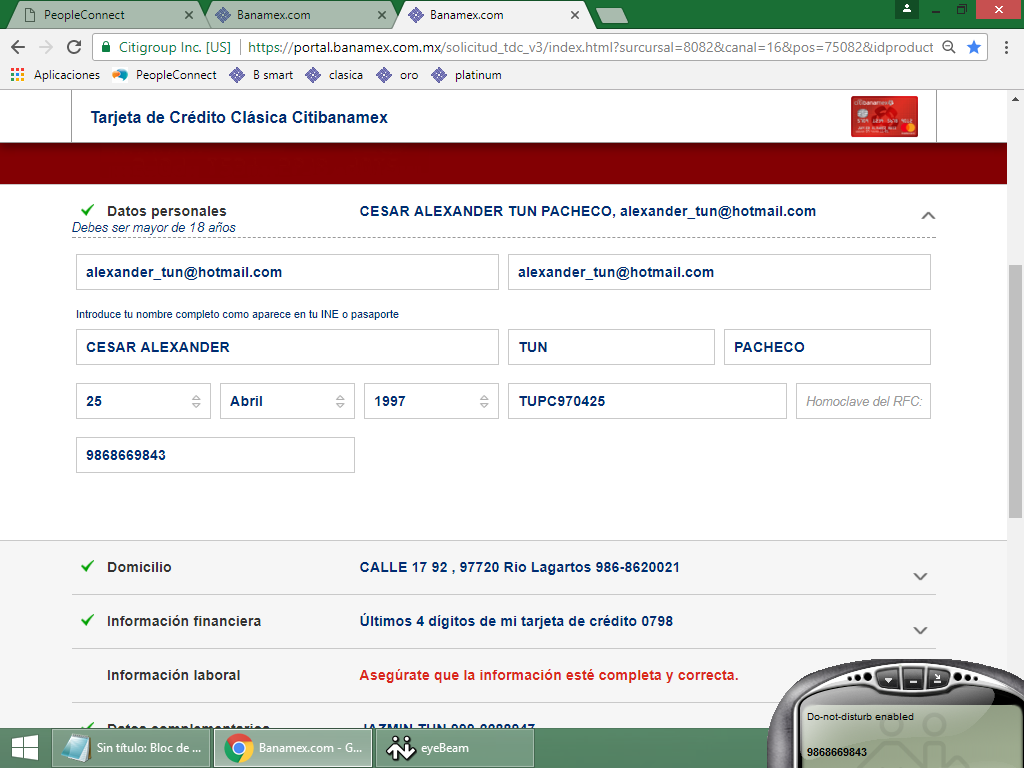 PeopleConnect
Banamex.com
Banamex.com
Citigroup Inc. [US]
https://portal.banamex.com.mx/solicitud_tdc_v3/index.html?surcursal=8082&canal=16&pos=75082&idproduct
Aplicaciones
PeopleConnect
B smart
clasica
oro
platinum
Tarjeta de Crédito Clásica Citibanamex
Datos personales
CESAR ALEXANDER TUN PACHECO, alexander_tun@hotmail.com
Debes ser mayor de 18 años
alexander_tun@hotmail.com
alexander_tun@hotmail.com
Introduce tu nombre completo como aparece en tu INE o pasaporte
CESAR ALEXANDER
TUN
PACHECO
25
Abril
1997
TUPC970425
Homoclave del RFC:
9868669843
Domicilio
CALLE 17 92 , 97720 Rio Lagartos 986-8620021
Información financiera
Últimos 4 dígitos de mi tarjeta de crédito 0798
Información laboral
Asegúrate que la información esté completa y correcta.
Do-not-disturb enabled
9868669843
Sin título: Bloc de ...
Banamex.com - G...
eyeBeam